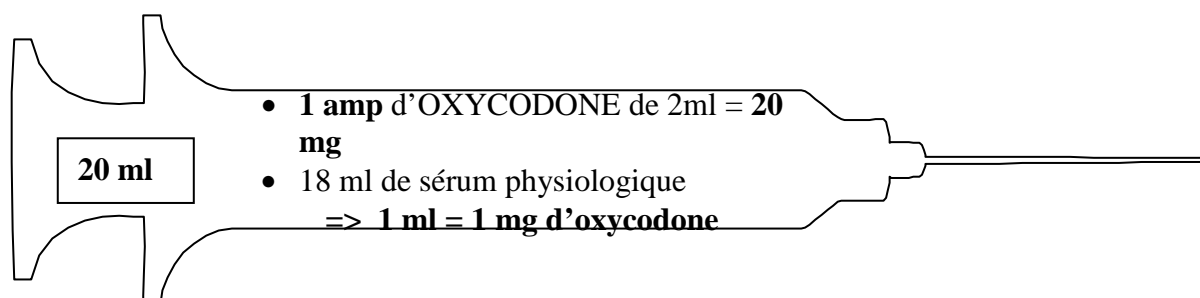 • 1 amp d’OXYCODONE de 2ml = 20
mg
20 ml
• 18 ml de sérum physiologique
=> 1 ml = 1 mg d’oxycodone